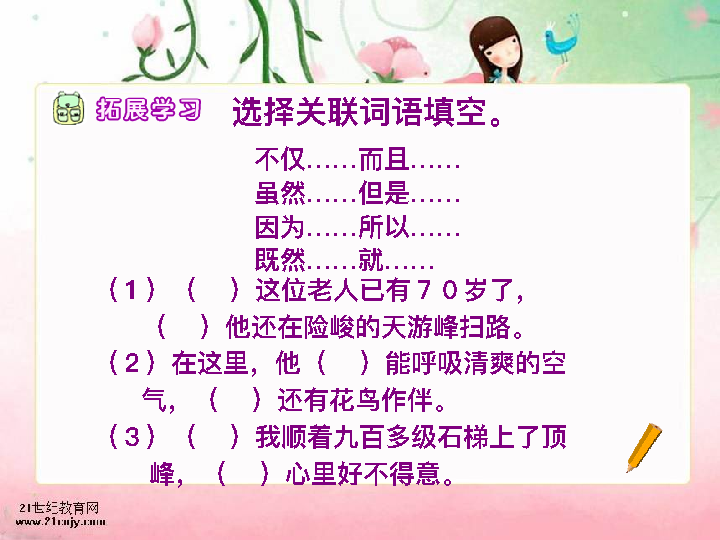 拓展学习
选择关联词语填空。
不仅……而且……
虽然……但是……
因为……所以……
既然……就……
（1）（　）这位老人已有７０岁了，
（　）他还在险峻的天游峰扫路。
（2）在这里，他（　）能呼吸清爽的空
气，（　）还有花鸟作伴。
（3）（　）我顺着九百多级石梯上了顶
峰，（　）心里好不得意。
21世纪教育网
www.21cnjy.com